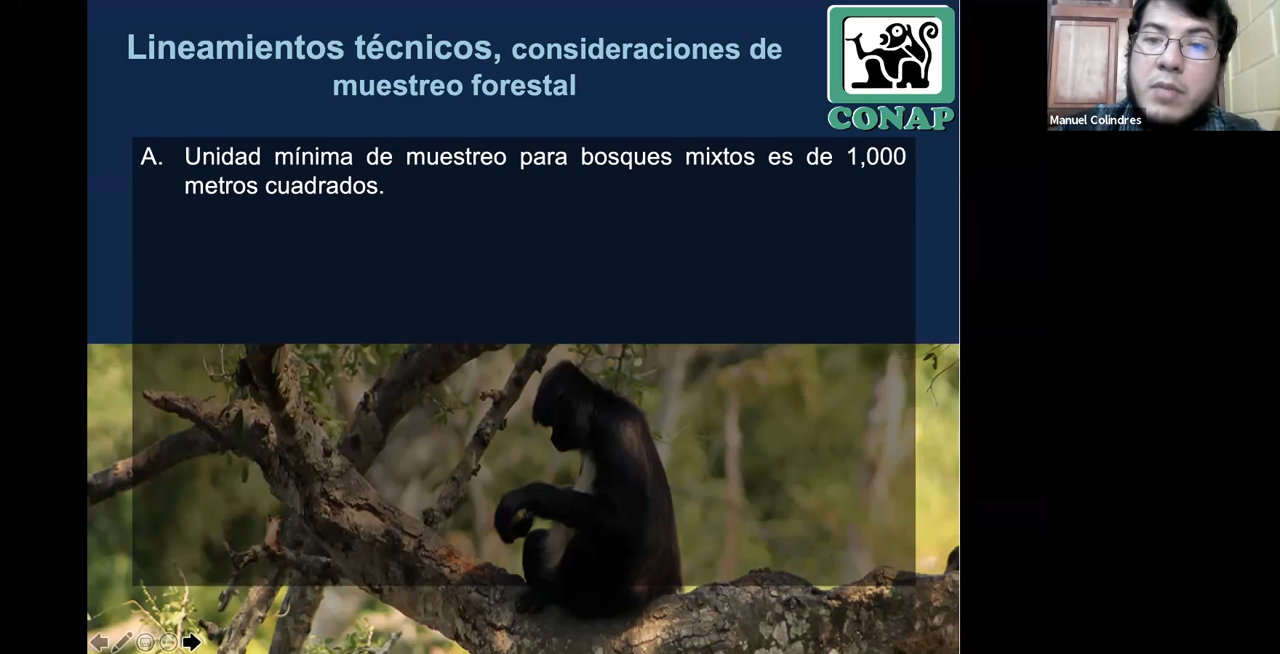 Lineamientos técnicos, consideraciones de
muestreo forestal
CONAP
Manuel Colindres
A. Unidad mínima de muestreo para bosques mixtos es de 1,000
metros cuadrados.